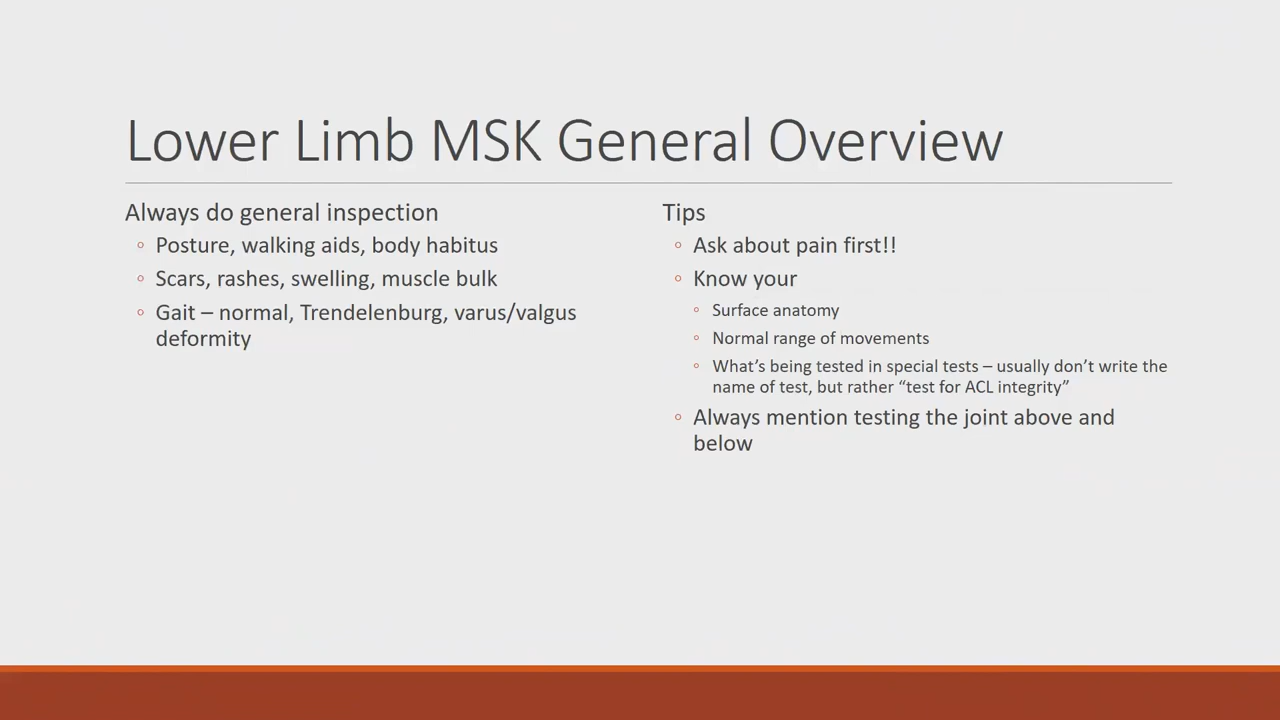 Lower Limb MSK General Overview
Always do general inspection
◦ Posture, walking aids, body habitus
◦ Scars, rashes, swelling, muscle bulk
◦ Gait – normal, Trendelenburg, varus/valgus
deformity
Tips
◦ Ask about pain first!!
◦ Know your
◦ Surface anatomy
◦ Normal range of movements
◦ What’s being tested in special tests – usually don’t write the
name of test, but rather “test for ACL integrity”
◦ Always mention testing the joint above and
below